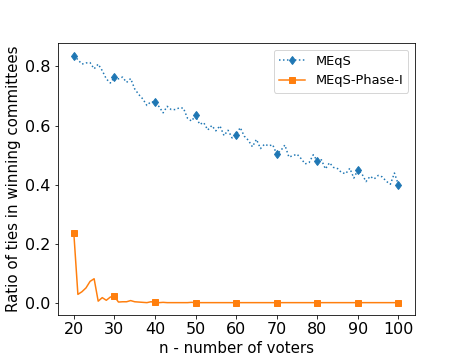 MEqS
MEqS-Phase-I
Ratio of ties in winning committees
0.8
0.6
0.4
0.2
0.0
20 30 40 50 60 70 80 90 100
n - number of voters